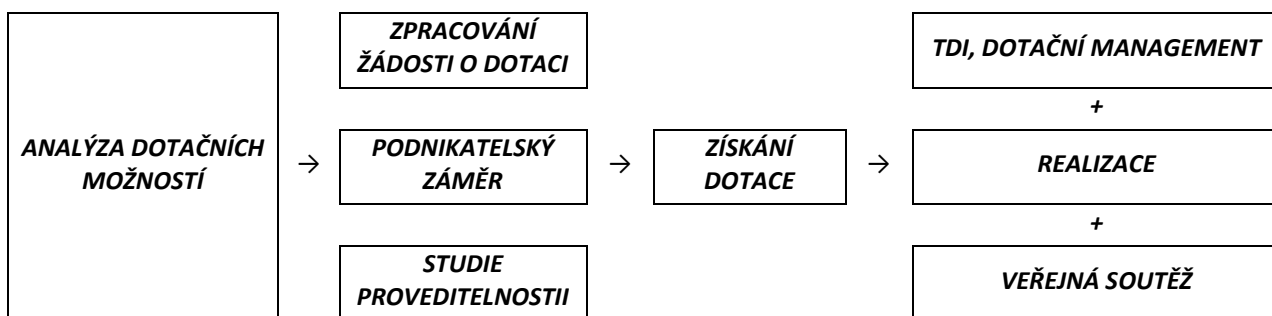 ANALÝZA DOTAČNÍCH
MOŽNOSTÍ
→
ZPRACOVÁNÍ
ŽÁDOSTI O DOTACI
PODNIKATELSKÝ
ZÁMĚR
STUDIE
PROVEDITELNOSTII
→
ZÍSKÁNÍ
DOTACE
→
TDI, DOTAČNÍ MANAGEMENT
+
REALIZACE
+
VEŘEJNÁ SOUTĚŽ